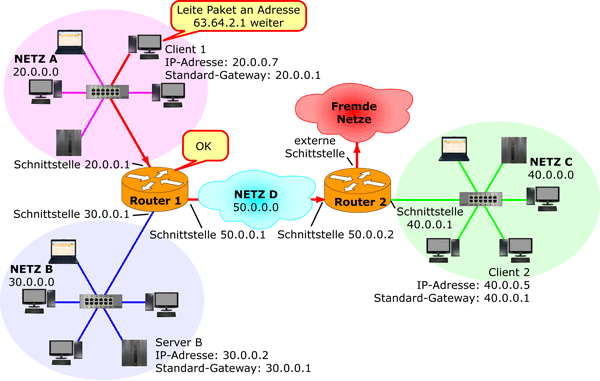 Leite Paket an Adresse
63.64.2.1 weiter
NETZ A
20.0.0.0
Client 1
IP-Adresse: 20.0.0.7
Standard-Gateway: 20.0.0.1
OK
Schnittstelle 20.0.0.1
Router 1
Schnittstelle 30.0.0.1
NETZ D
50.0.0.0
Schnittstelle 50.0.0.1
Fremde
Netze
externe
Schittstelle
Router 2
Schnittstelle 50.0.0.2
Schnittstelle
40.0.0.1
NETZ C
40.0.0.0
Client 2
IP-Adresse: 40.0.0.5
Standard-Gateway: 40.0.0.1
NETZ B
30.0.0.0
Server B
IP-Adresse: 30.0.0.2
Standard-Gateway: 30.0.0.1